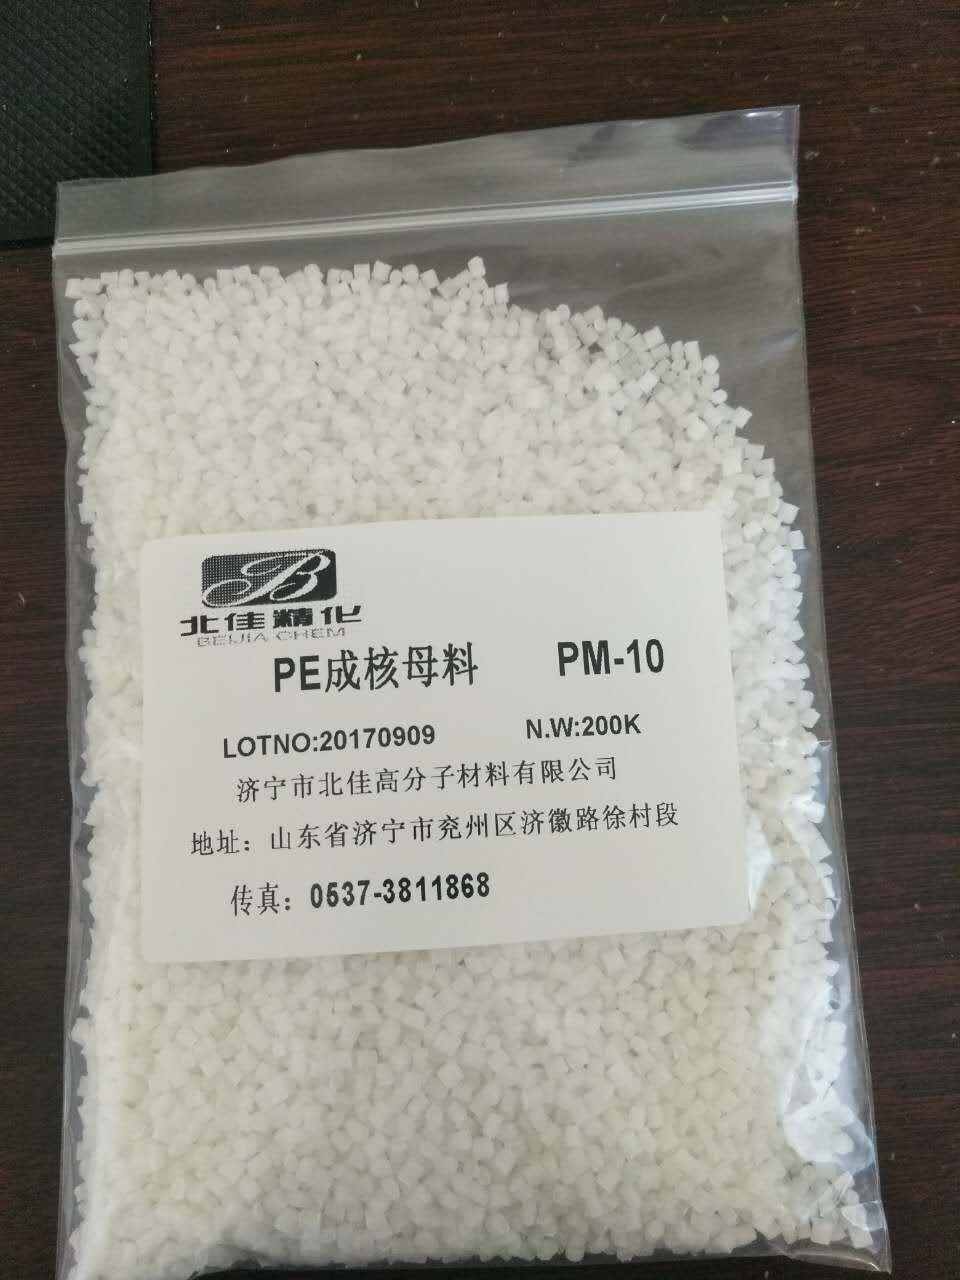 B
北佳精化
BEIJIA CHEM
PE成核母料 PM-10
LOTNO:20170909 N.W:200K
济宁市北佳高分子材料有限公司
地址：山东省济宁市兖州区济徽路徐村段
传真：0537-3811868